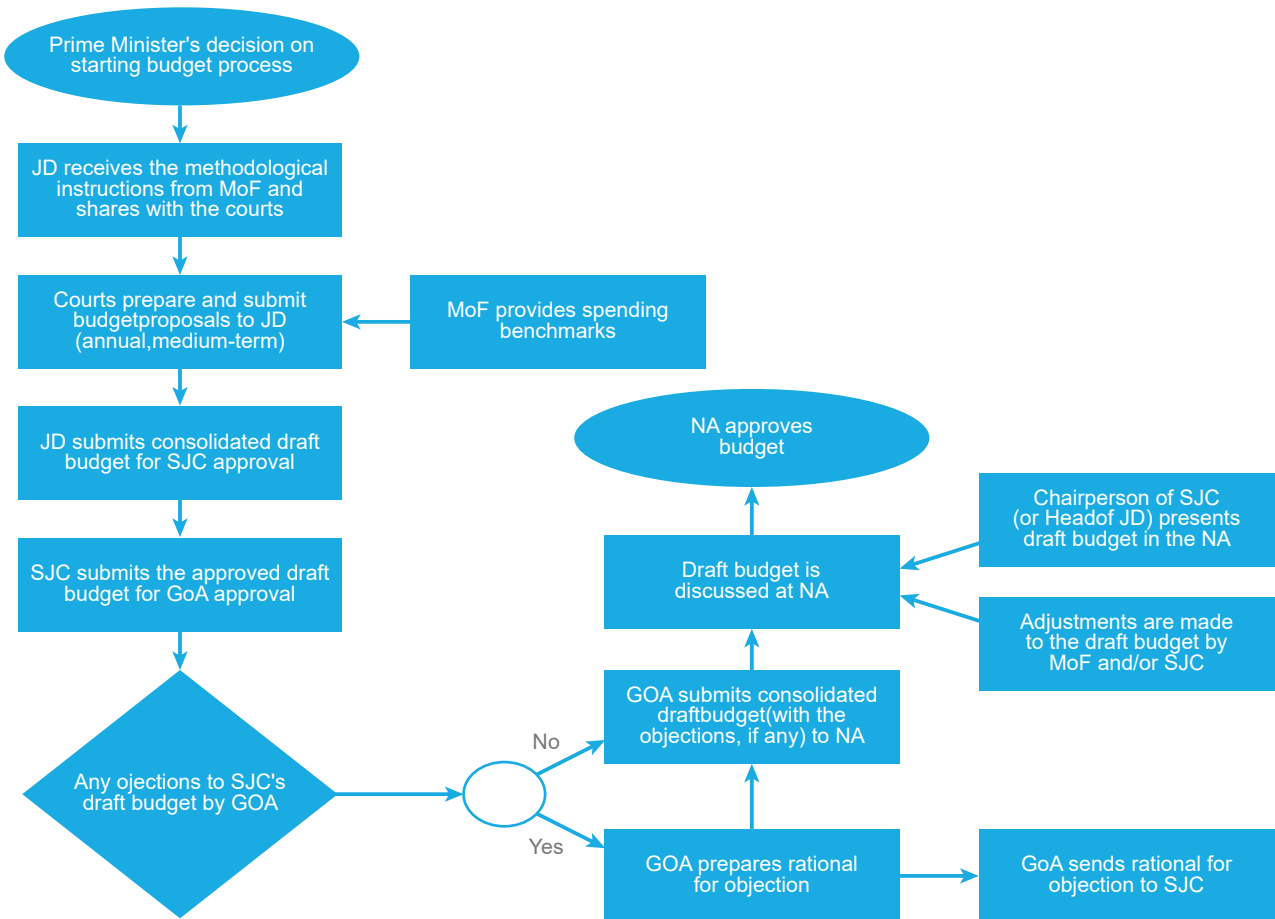 Prime Minister's decision on
starting budget process
JD receives the methodological
instructions from MoF and
shares with the courts
Courts prepare and submit
budgetproposals to JD
(annual,medium-term)
MoF provides spending
benchmarks
JD submits consolidated draft
budget for SJC approval
SJC submits the approved draft
budget for GoA approval
Any ojections to SJC's
draft budget by GOA
No
Yes
NA approves
budget
Draft budget is
discussed at NA
Chairperson of SJC
(or Headof JD) presents
draft budget in the NA
Adjustments are made
to the draft budget by
MoF and/or SJC
GOA submits consolidated
draftbudget(with the
objections, if any) to NA
GOA prepares rational
for objection
GoA sends rational for
objection to SJC